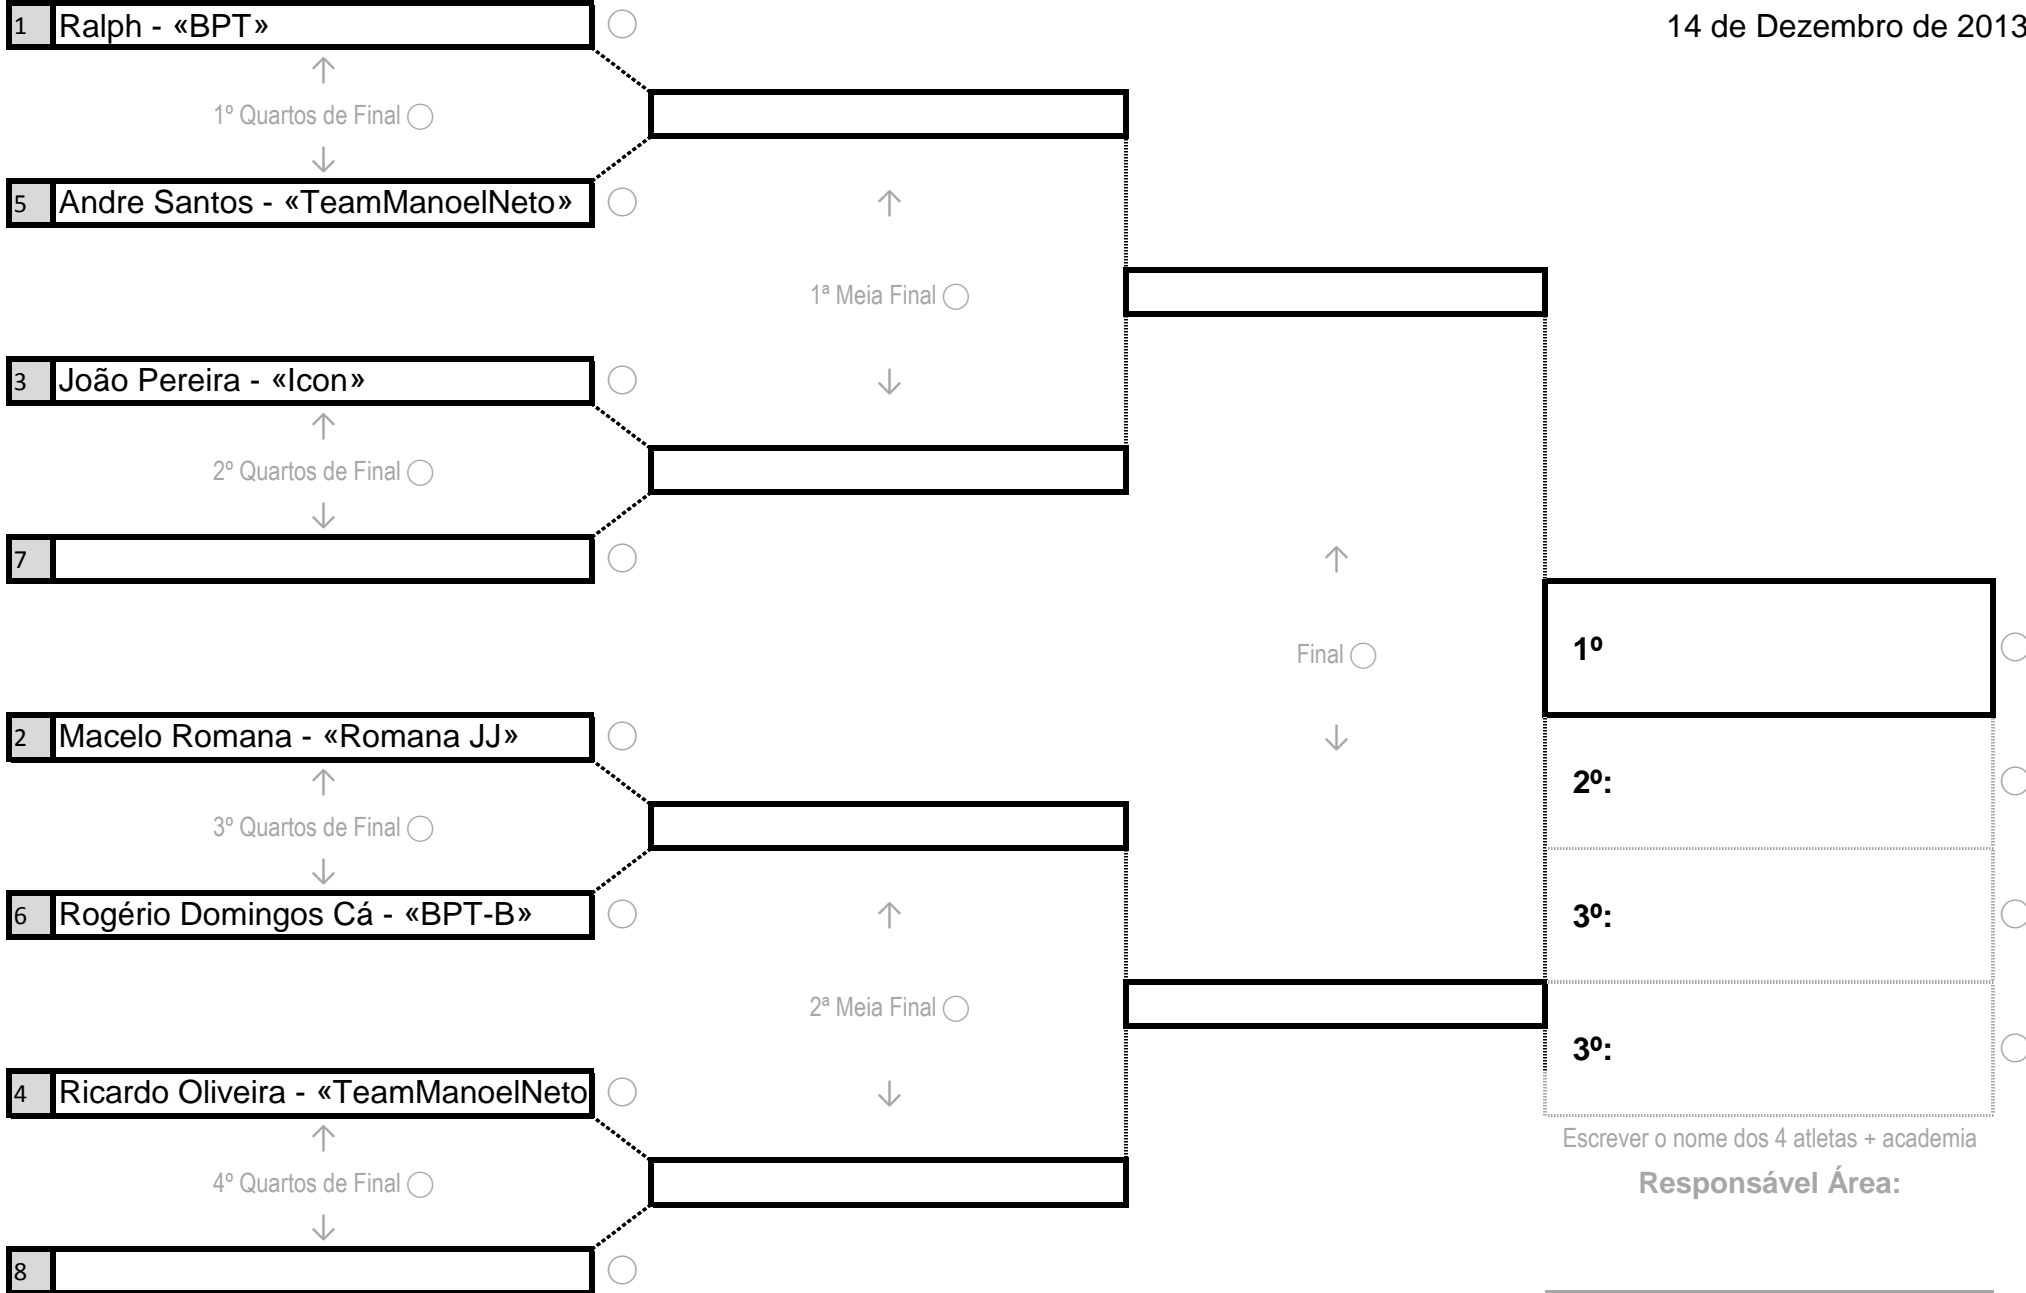 1 Ralph - «BPT»
14 de Dezembro de 2013
↑
1º Quartos de Final
↓
5 Andre Santos - «TeamManoelNeto»
↑
1ª Meia Final
↓
3 João Pereira - «Icon»
↑
2º Quartos de Final
↓
7
↑
Final
↓
1º
2º:
3º:
3º:
2 Macelo Romana - «Romana JJ»
↑
3º Quartos de Final
↓
6 Rogério Domingos Cá - «BPT-B»
↑
2ª Meia Final
↓
4 Ricardo Oliveira - «TeamManoelNeto
↑
4º Quartos de Final
↓
8
Escrever o nome dos 4 atletas + academia
Responsável Área: